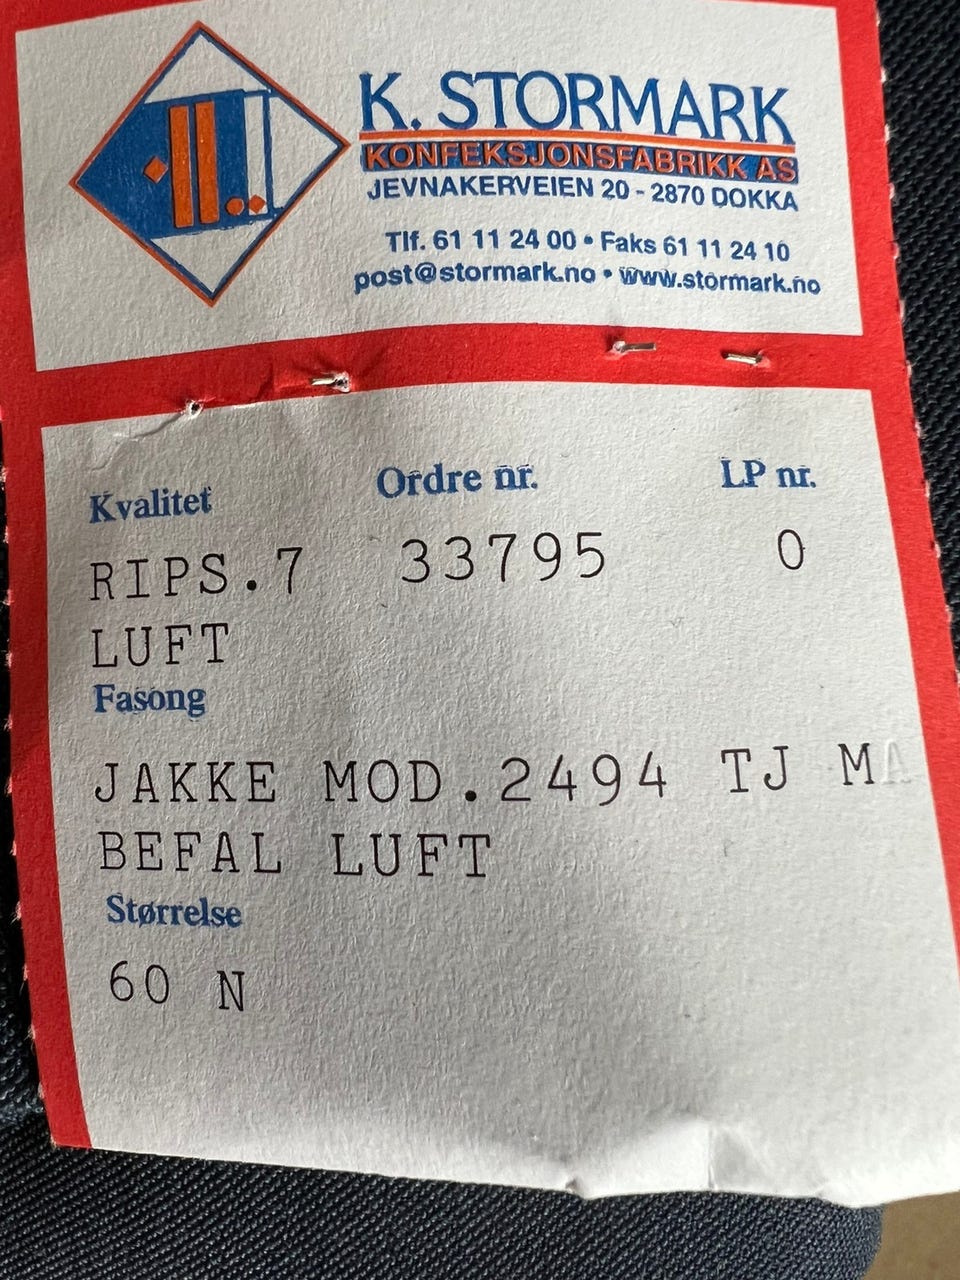 K. STORMARK
KONFEKSJONSFABRIKK AS
JEVNAKERVEIEN 20 - 2870 DOKKA
Tlf. 61 11 24 00 • Faks 61 11 24 10
post@stormark.no • www.stormark.no
Kvalitet Ordre nr. LP nr.
RIPS.7 33795 0
LUFT
Fasong
JAKKE MOD.2494 TJ MA
BEFAL LUFT
Størrelse
60 N